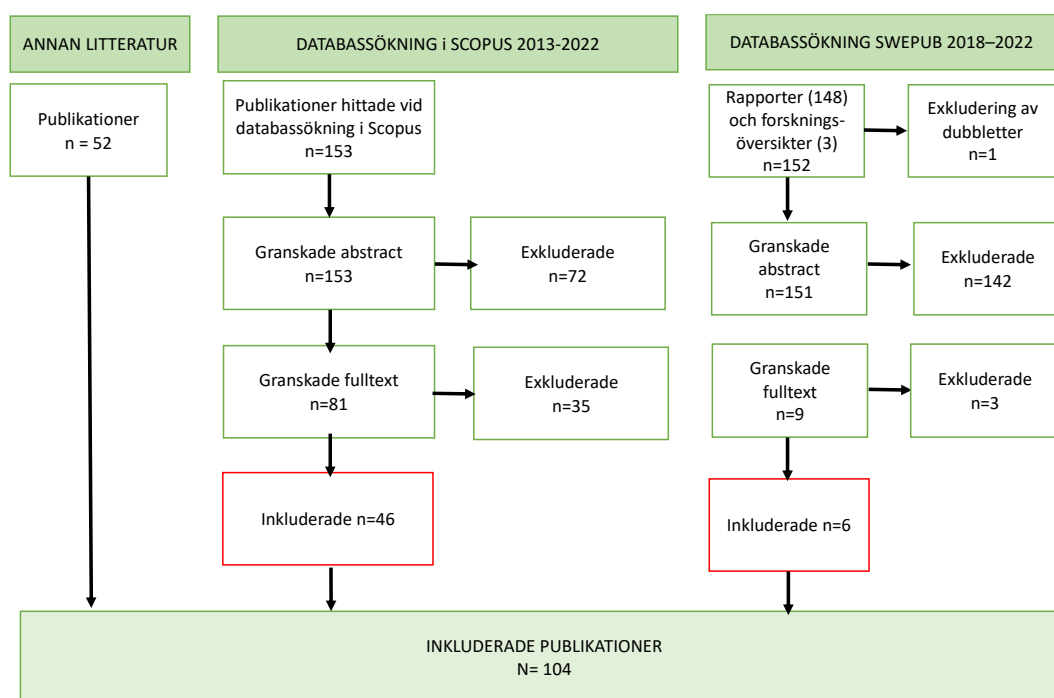 ANNAN LITTERATUR
Publikationer
n = 52
DATABASSÖKNING i SCOPUS 2013-2022
Publikationer hittade vid
databassökning i Scopus
n=153
Granskade abstract
n=153
Exkluderade
n=72
Granskade fulltext
n=81
Exkluderade
n=35
Inkluderade n=46
DATABASSÖKNING SWEPUB 2018–2022
Rapporter (148)
och forsknings-
översikter (3)
n=152
Exkludering av
dubbletter
n=1
Granskade
abstract
n=151
Exkluderade
n=142
Granskade
fulltext
n=9
Exkluderade
n=3
Inkluderade n=6
INKLUDERADE PUBLIKATIONER
N= 104